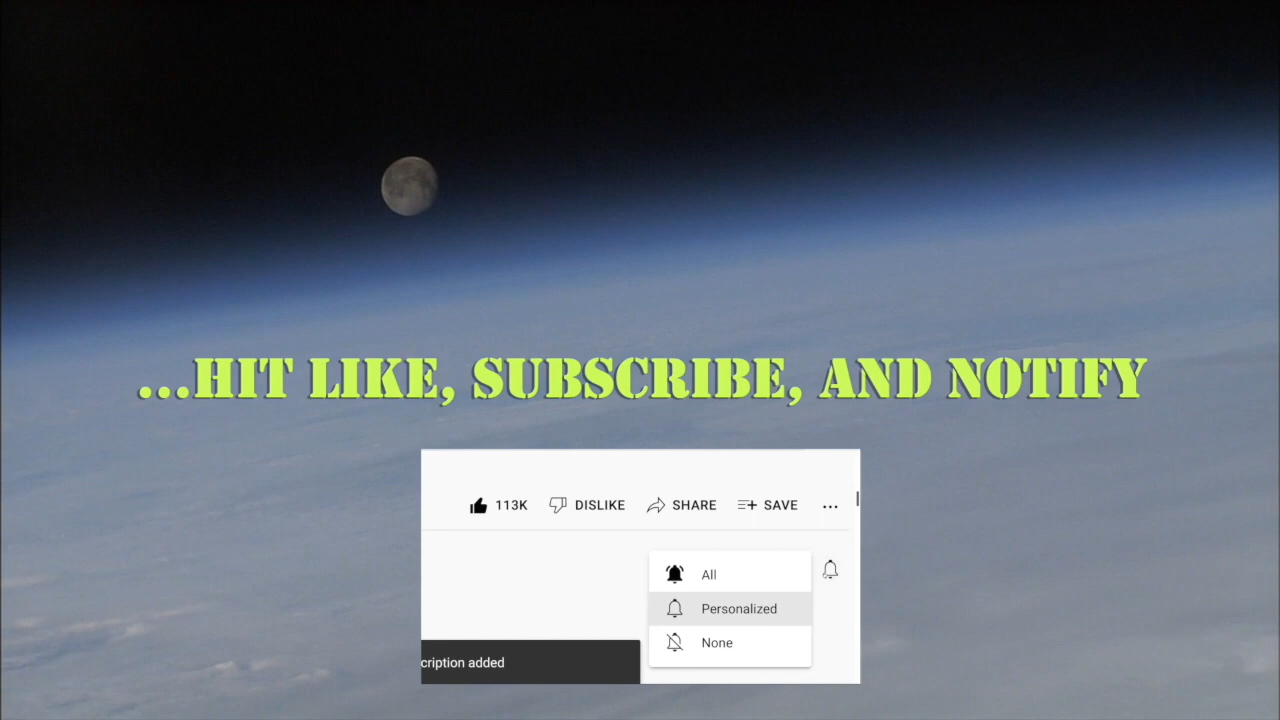 ...HIT LIKE, SUBSCRIBE, AND NOTIFY
113K DISLIKE SHARE SAVE ...
All
Personalized
None
cription added